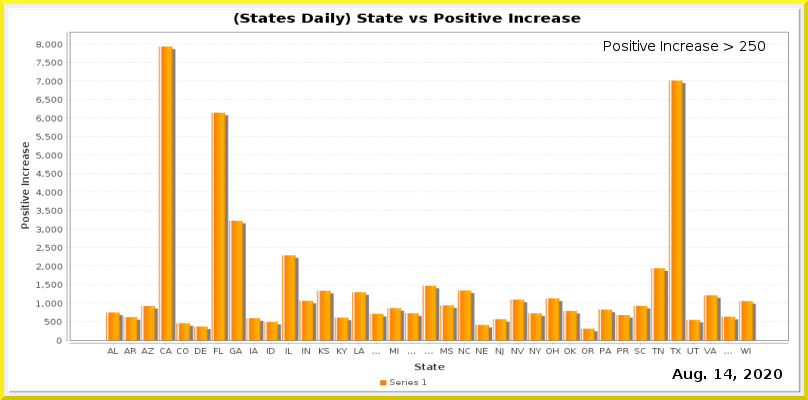 (States Daily) State vs Positive Increase
Positive Increase > 250
Positive Increase
8,000
7,500
7,000
6,500
6,000
5,500
5,000
4,500
4,000
3,500
3,000
2,500
2,000
1,500
1,000
500
0
AL AR AZ CA CO DE FL GA IA ID IL IN KS KY LA ... MI ... ... MS NC NE NJ NV NY OH OK OR PA PR SC TN TX UT VA ... WI
State
Series 1
Aug. 14, 2020